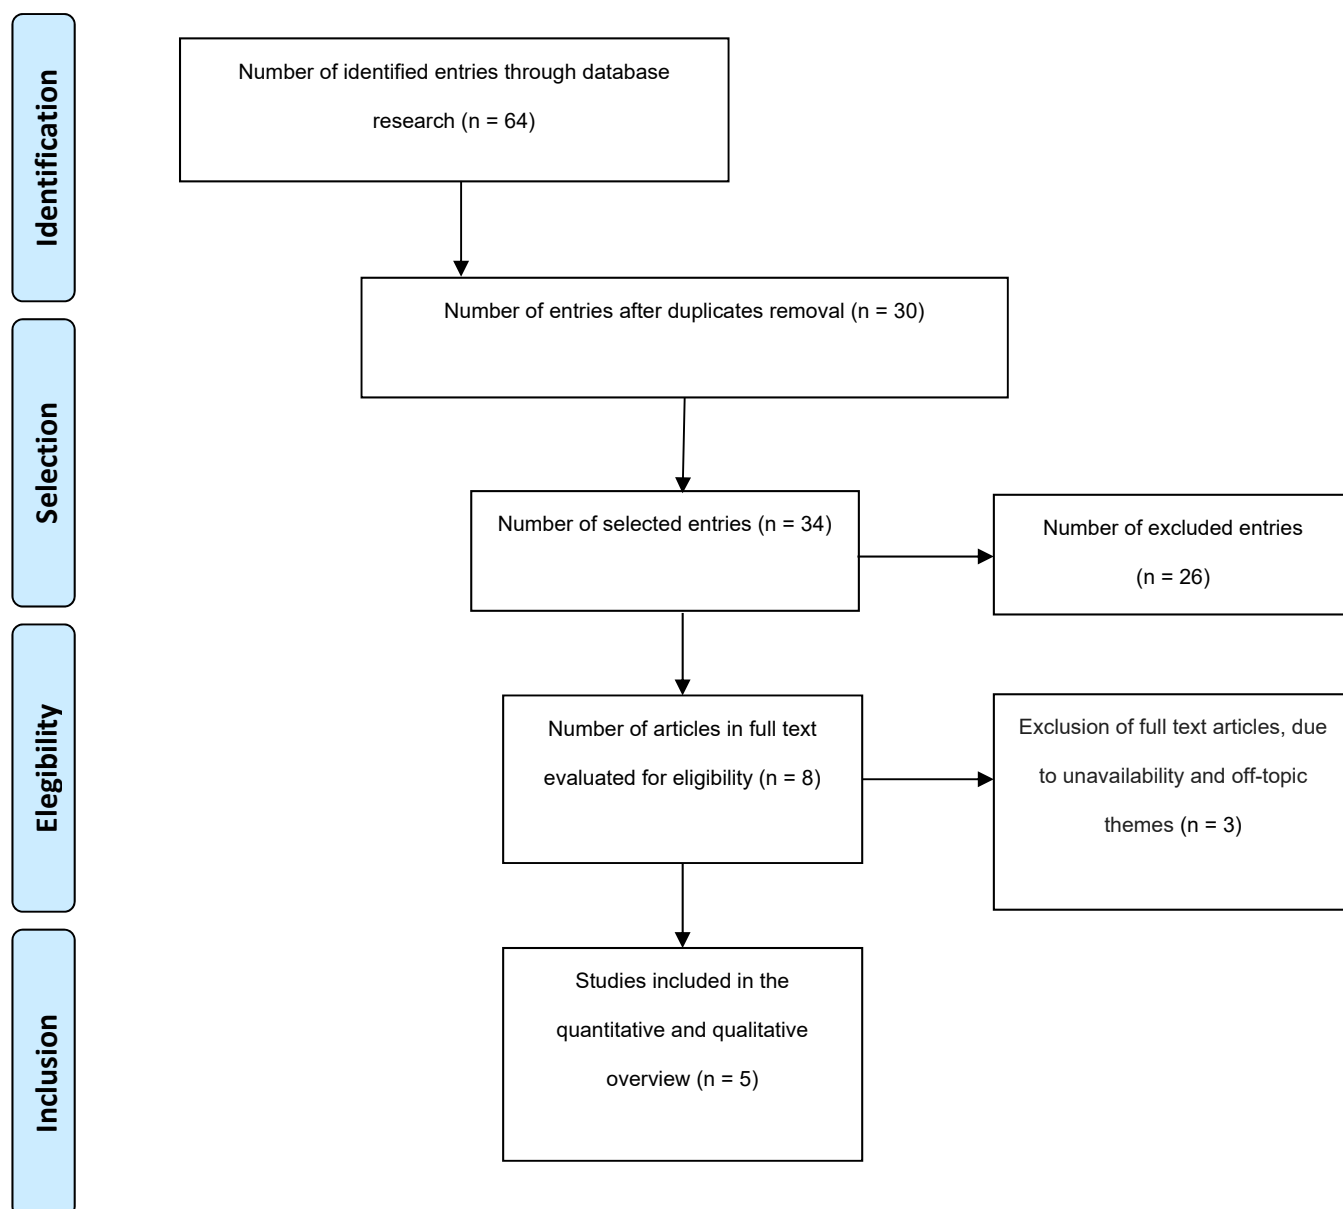 Identification
Number of identified entries through database
research (n = 64)
Number of entries after duplicates removal (n = 30)
Selection
Number of selected entries (n = 34)
Number of excluded entries
(n = 26)
Elegibility
Number of articles in full text
evaluated for eligibility (n = 8)
Exclusion of full text articles, due
to unavailability and off-topic
themes (n = 3)
Inclusion
Studies included in the
quantitative and qualitative
overview (n = 5)